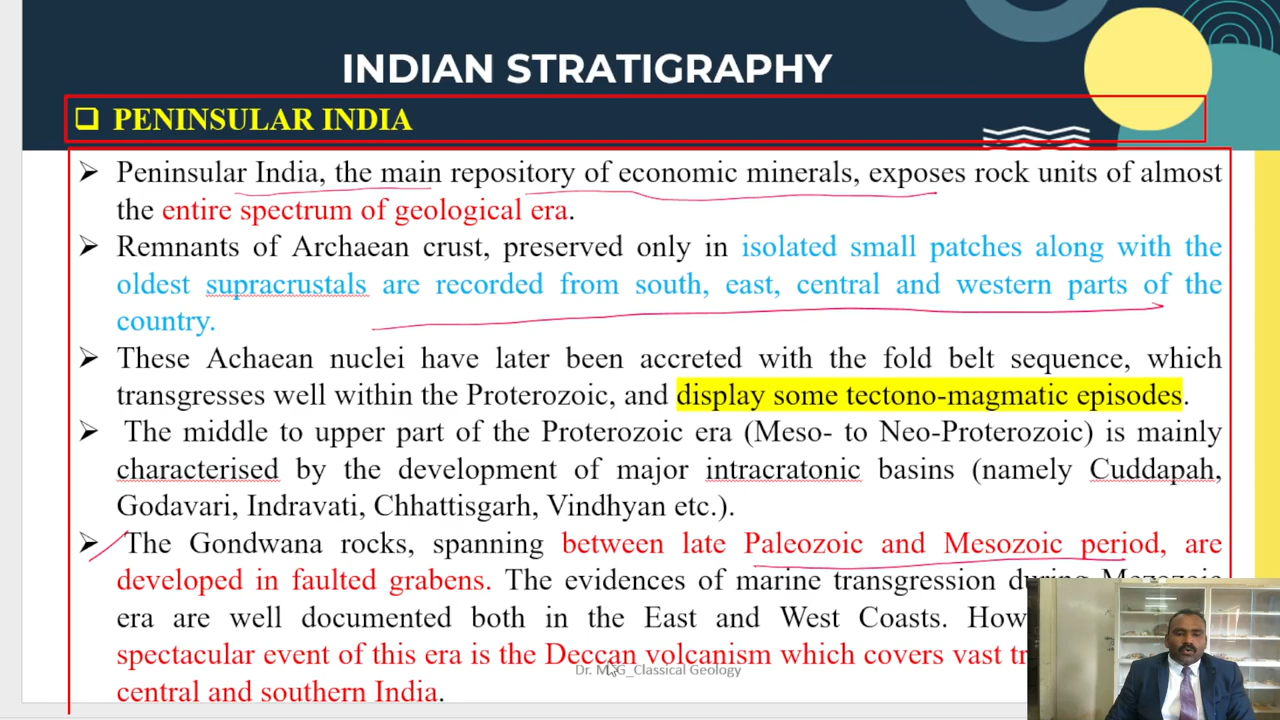 INDIAN STRATIGRAPHY
❑ PENINSULAR INDIA
➢ Peninsular India, the main repository of economic minerals, exposes rock units of almost
the entire spectrum of geological era.
➢ Remnants of Archaean crust, preserved only in isolated small patches along with the
oldest supracrustals are recorded from south, east, central and western parts of the
country.
➢ These Achaean nuclei have later been accreted with the fold belt sequence, which
transgresses well within the Proterozoic, and display some tectono-magmatic episodes.
➢ The middle to upper part of the Proterozoic era (Meso- to Neo-Proterozoic) is mainly
characterised by the development of major intracratonic basins (namely Cuddapah,
Godavari, Indravati, Chhattisgarh, Vindhyan etc.).
➢ The Gondwana rocks, spanning between late Paleozoic and Mesozoic period, are
developed in faulted grabens. The evidences of marine transgression during Mezozoic
era are well documented both in the East and West Coasts.
spectacular event of this era is the Deccan volcanism which covers vast
Classical Geology
central and southern India.